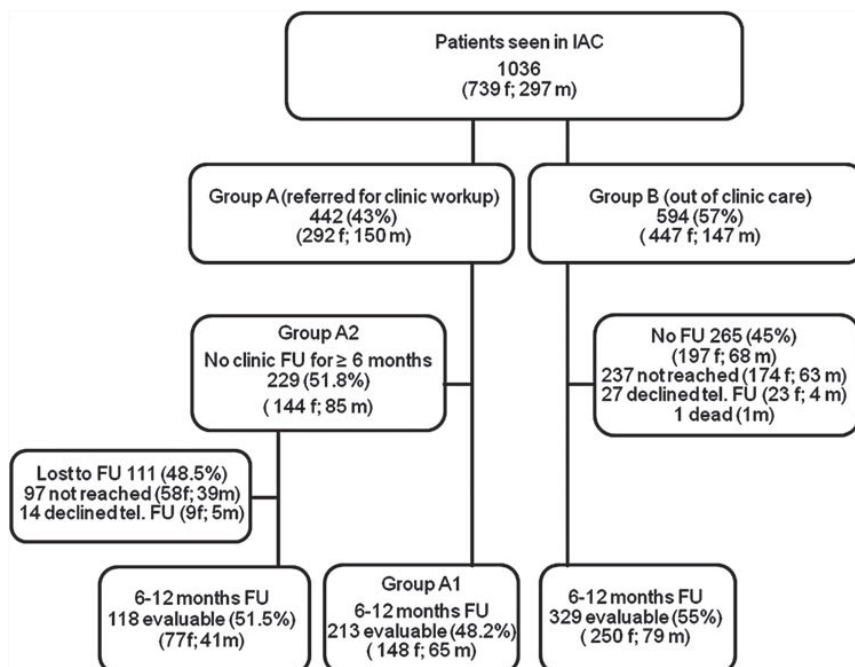 Patients seen in IAC
1036
(739 f; 297 m)
Group A (referred for clinic workup)
442 (43%)
(292 f; 150 m)
Group B (out of clinic care)
594 (57%)
( 447 f; 147 m)
Group A2
No clinic FU for ≥ 6 months
229 (51.8%)
( 144 f; 85 m)
No FU 265 (45%)
(197 f; 68 m)
237 not reached (174 f; 63 m)
27 declined tel. FU (23 f; 4 m)
1 dead (1m)
Lost to FU 111 (48.5%)
97 not reached (58f; 39m)
14 declined tel. FU (9f; 5m)
6-12 months FU
118 evaluable (51.5%)
(77f; 41m)
Group A1
6-12 months FU
213 evaluable (48.2%)
( 148 f; 65 m)
6-12 months FU
329 evaluable (55%)
( 250 f; 79 m)